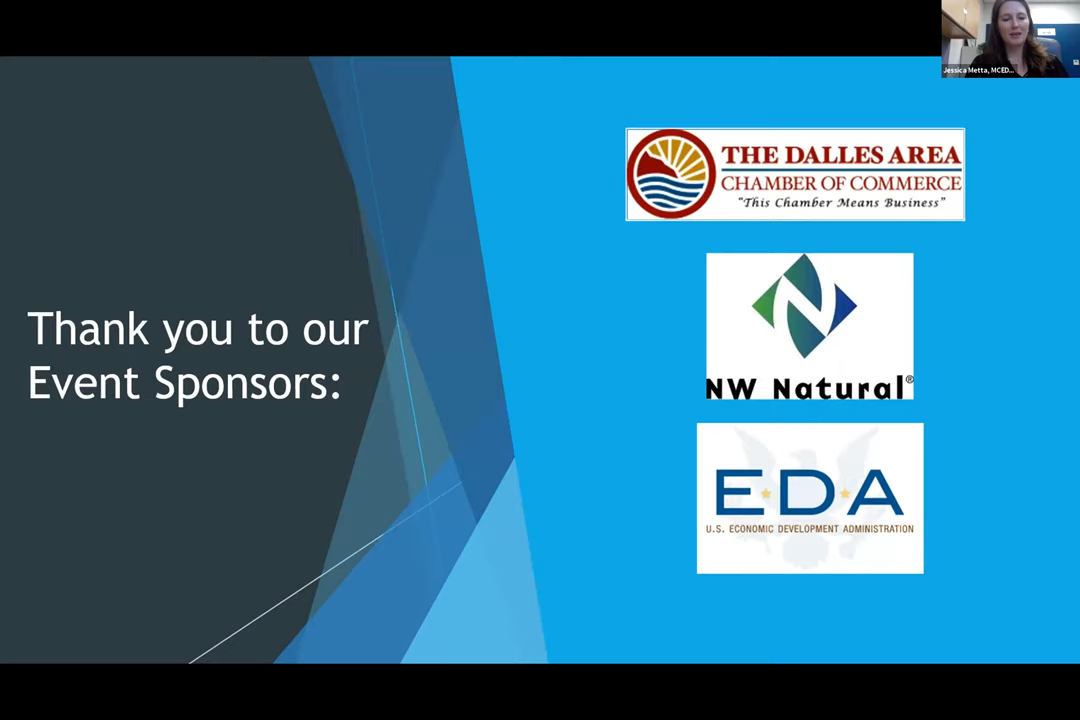 Jessica Metta, MCED...
THE DALLES AREA
CHAMBER OF COMMERCE
"This Chamber Means Business"
Thank you to our
Event Sponsors:
NW Natural®
E·D·A
U.S. ECONOMIC DEVELOPMENT ADMINISTRATION